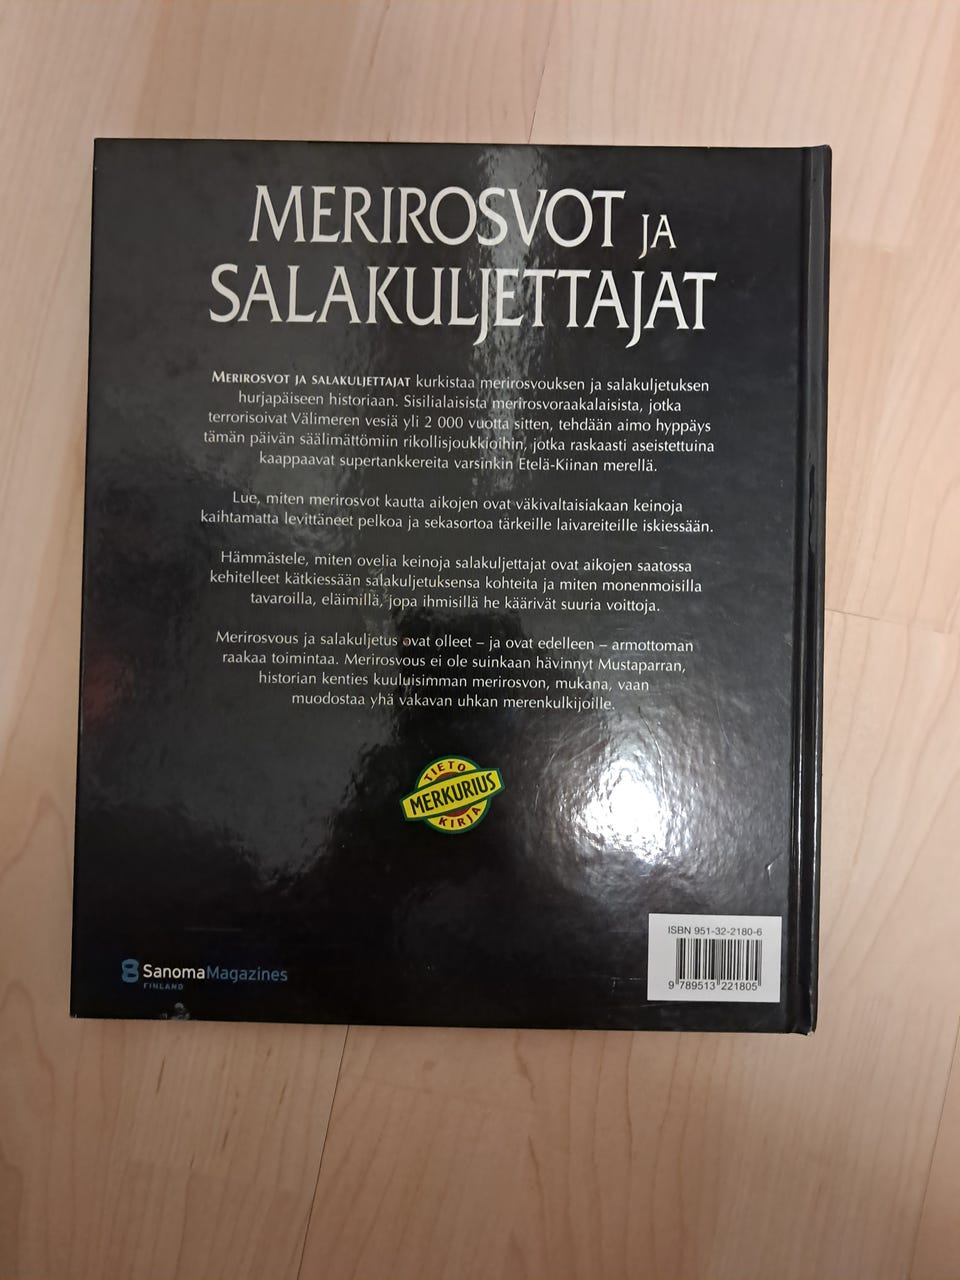 MERIROSVOT JA
SALAKULJETTAJAT
MERIROSVOT JA SALAKULJETTAJAT kurkistaa merirosvouksen ja salakuljetuksen
hurjapäiseen historiaan. Sisilialaisista merirosvoraakalaisista, jotka
terrorisoivat Välimeren vesiä yli 2 000 vuotta sitten, tehdään aimo hyppäys
tämän päivän säälimättömiin rikollisjoukkioihin, jotka raskaasti aseistettuina
kaappaavat supertankkereita varsinkin Etelä-Kiinan merellä.
Lue, miten merirosvot kautta aikojen ovat väkivaltaisiakaan keinoja
kaihtamatta levittäneet pelkoa ja sekasortoa tärkeille laivareiteille iskiessään.
Hämmästele, miten ovelia keinoja salakuljettajat ovat aikojen saatossa
kehitelleet kätkiessään salakuljetuksensa kohteita ja miten monenmoisilla
tavaroilla, eläimillä, jopa ihmisillä he käärivät suuria voittoja.
Merirosvous ja salakuljetus ovat olleet – ja ovat edelleen – armottoman
raakaa toimintaa. Merirosvous ei ole suinkaan hävinnyt Mustaparran,
historian kenties kuuluisimman merirosvon, mukana, vaan
muodostaa yhä vakavan uhkan merenkulkijoille.
TIETO
MERKURIUS
KIRJA
ISBN 951-32-2180-6
9 789513 221805
SanomaMagazines
FINLAND